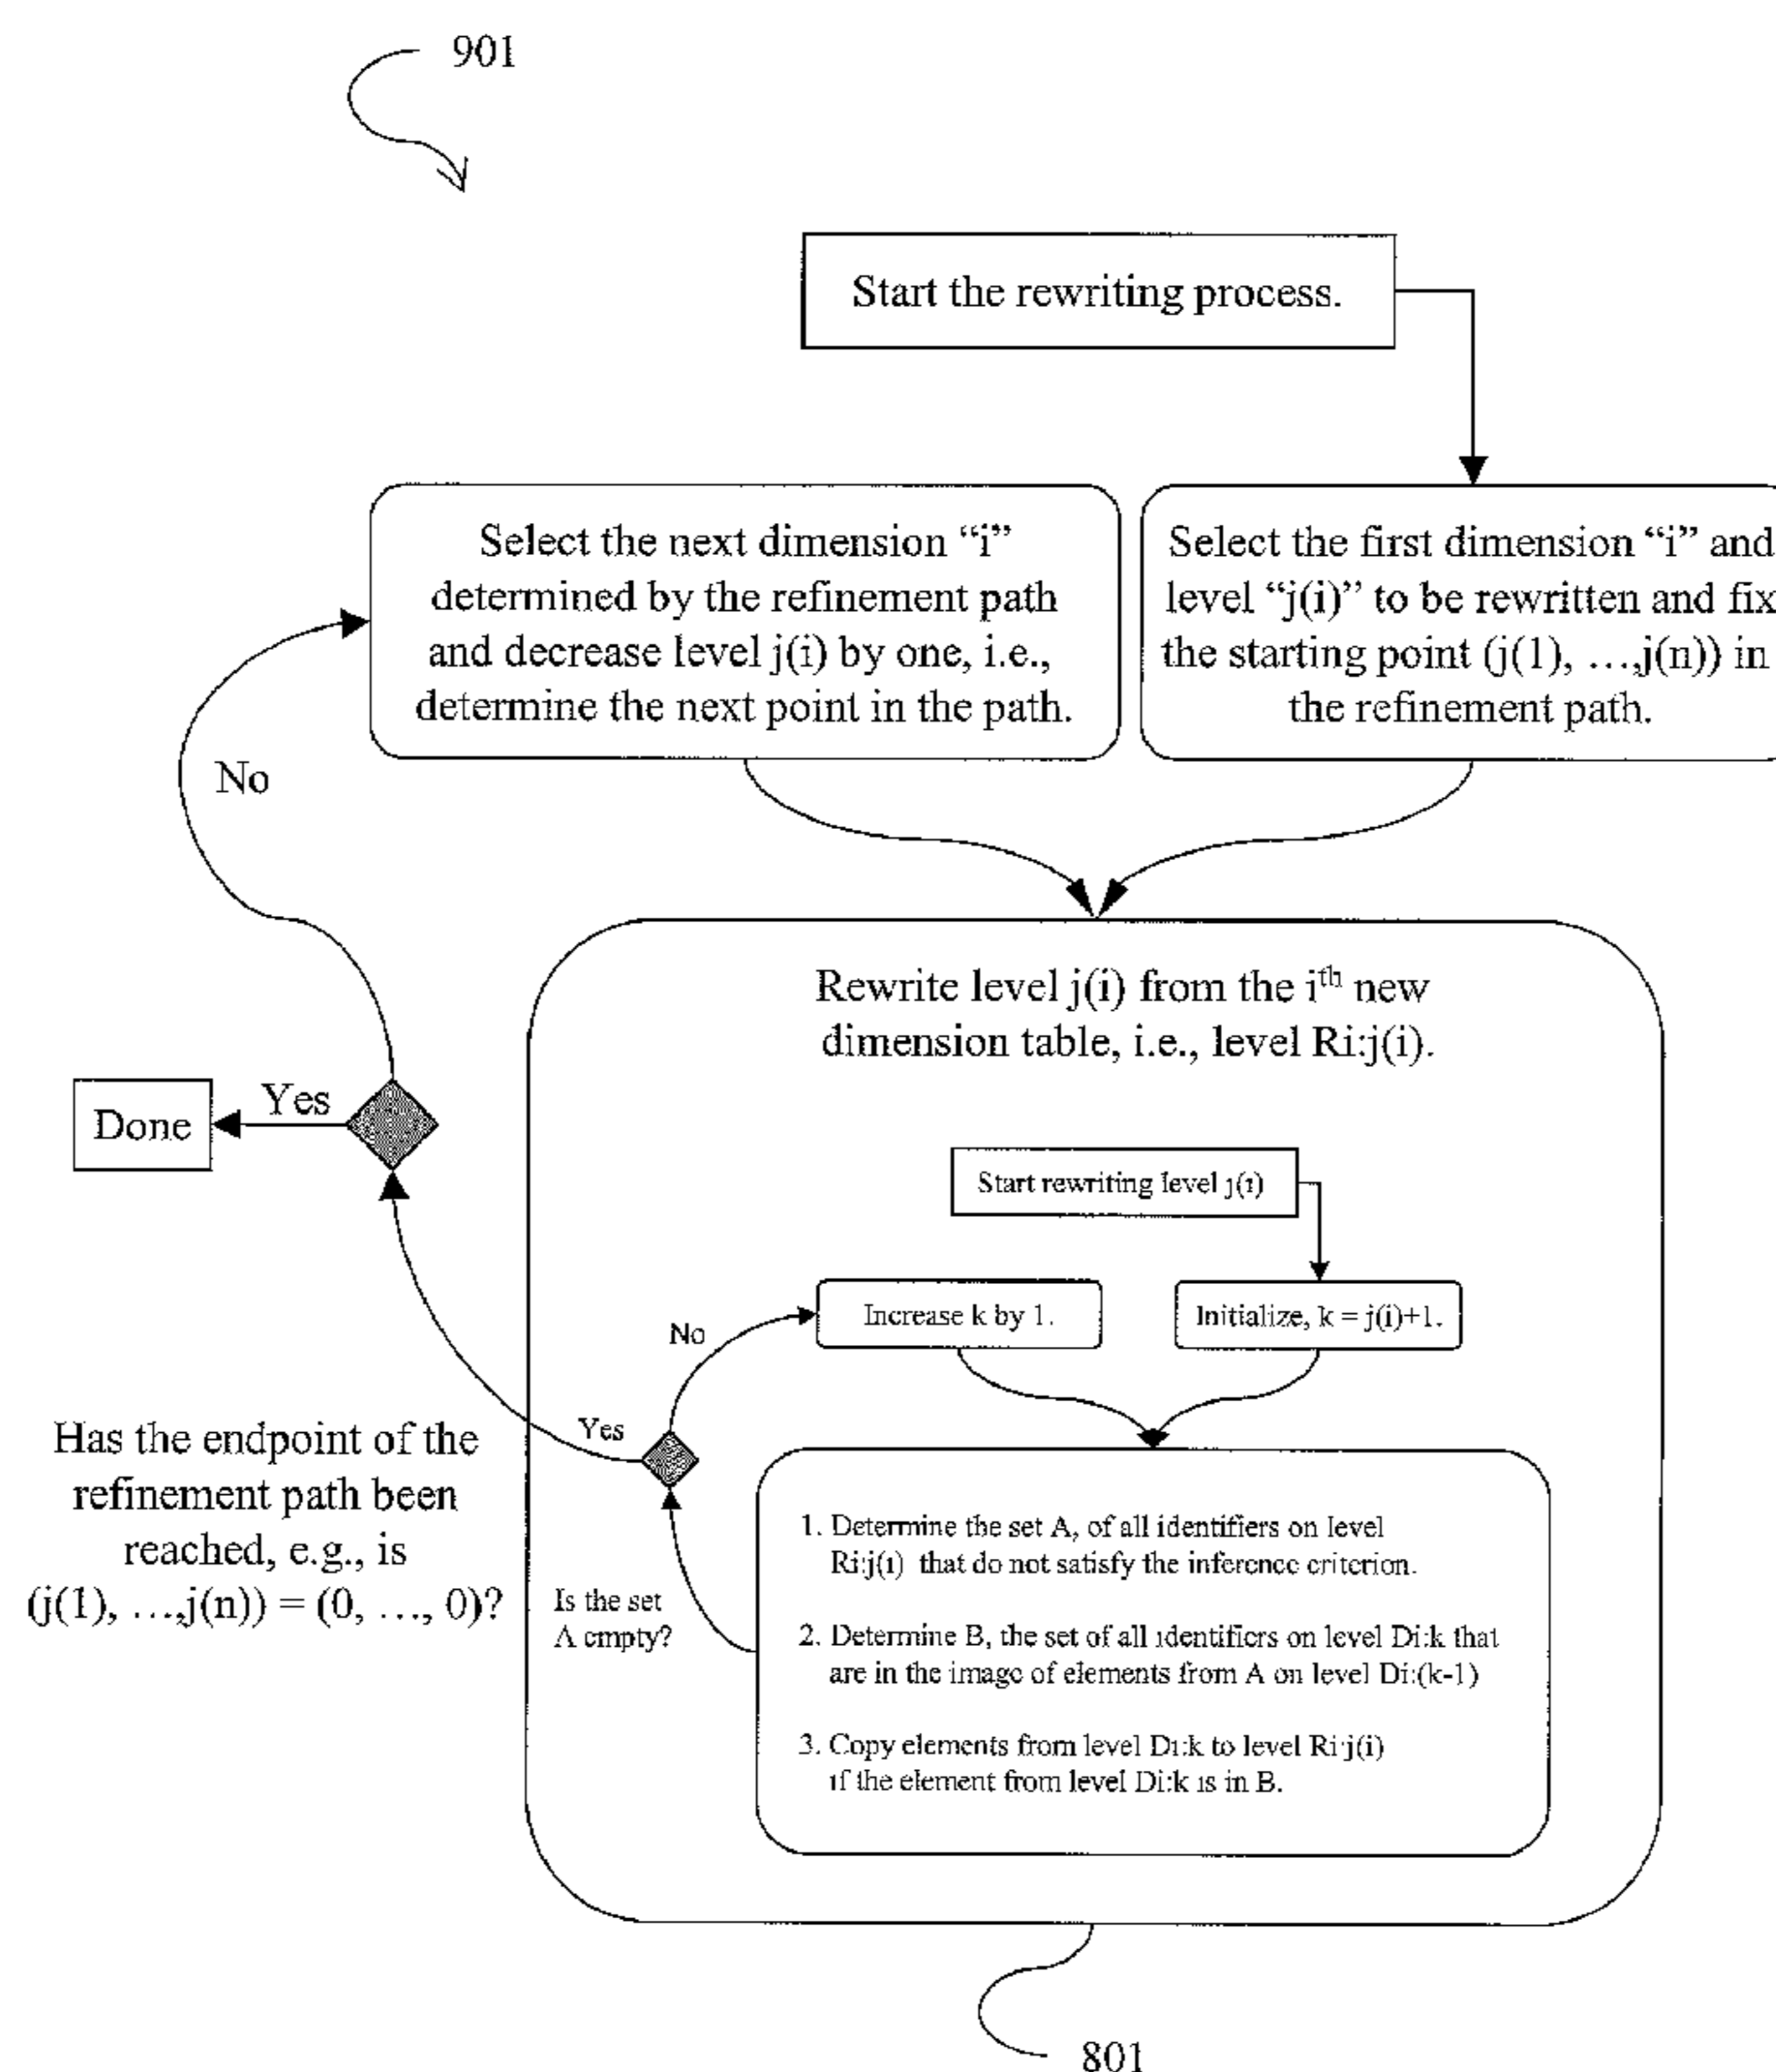 901
Start the rewriting process.
Select the next dimension “i”
determined by the refinement path
and decrease level j(i) by one, i.e.,
determine the next point in the path.
Select the first dimension “i” and
level “j(i)” to be rewritten and fix
the starting point (j(1), …,j(n)) in
the refinement path.
No
Rewrite level j(i) from the ith new
dimension table, i.e., level Ri:j(i).
Done
Yes
Start rewriting level j(i)
Increase k by 1.
Initialize, k = j(i)+1.
No
Yes
Has the endpoint of the
refinement path been
reached, e.g., is
(j(1), …,j(n)) = (0, …, 0)?
Is the set
A empty?
1. Determine the set A, of all identifiers on level
Ri:j(i) that do not satisfy the inference criterion.
2. Determine B, the set of all identifiers on level Di:k that
are in the image of elements from A on level Di:(k-1)
3. Copy elements from level Di:k to level Ri:j(i)
if the element from level Di:k is in B.
801